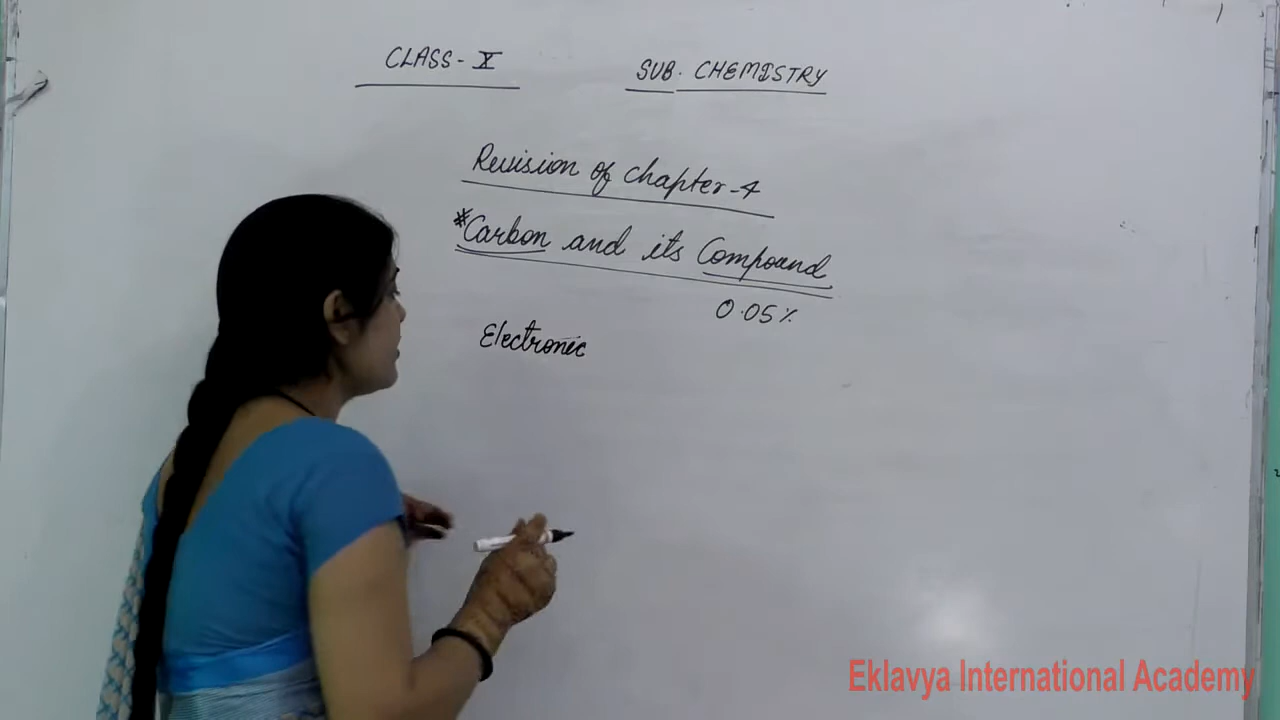 CLASS - X
SUB. CHEMISTRY
Revision of chapter-4
*Carbon and its Compound
0.05%
Electronic
Eklavya International Academy